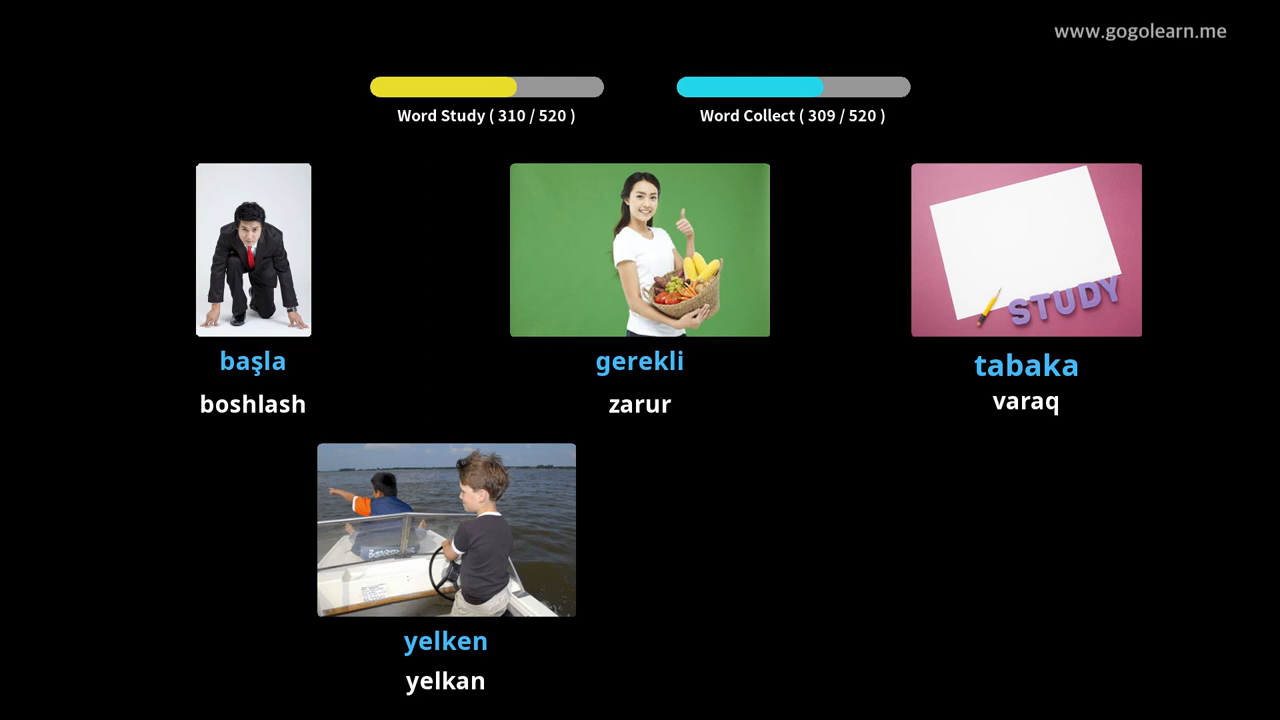 www.gogolearn.me
Word Study ( 310 / 520 )
Word Collect ( 309 / 520 )
STUDY
başla
gerekli
tabaka
boshlash
zarur
varaq
yelken
yelkan